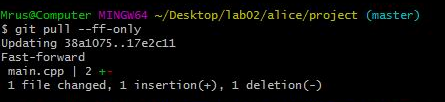 Mrus@Computer MINGW64 ~/Desktop/lab02/alice/project (master)
$ git pull --ff-only
Updating 38a1075..17e2c11
Fast-forward
 main.cpp | 2 +-
 1 file changed, 1 insertion(+), 1 deletion(-)